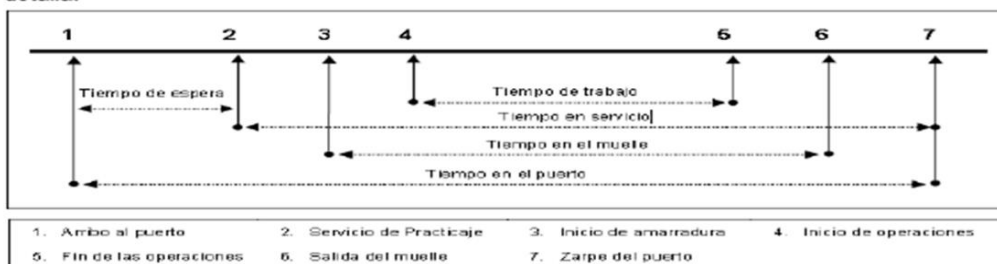 detalla:
1 2 3 4 5 6 7
Tiempo de espera
Tiempo de trabajo
Tiempo en servicio
Tiempo en el muelle
Tiempo en el puerto
1. Arribo al puerto 2. Servicio de Practicaje 3. Inicio de amarradura 4. Inicio de operaciones
5. Fin de las operaciones 6. Salida del muelle 7. Zarpe del puerto